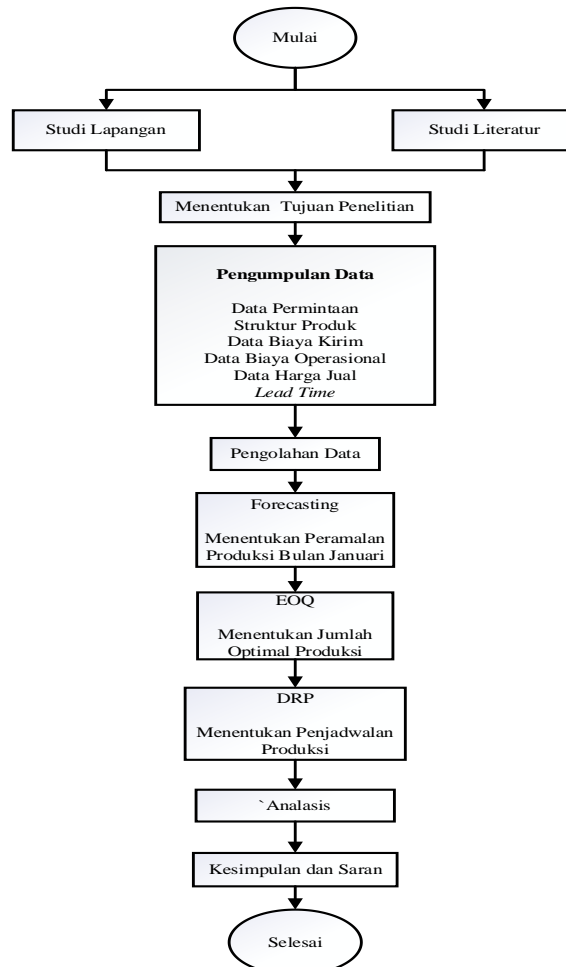 Mulai
Studi Lapangan
Studi Literatur
Menentukan Tujuan Penelitian
Pengumpulan Data
Data Permintaan
Struktur Produk
Data Biaya Kirim
Data Biaya Operasional
Data Harga Jual
Lead Time
Pengolahan Data
Forecasting
Menentukan Peramalan
Produksi Bulan Januari
EOQ
Menentukan Jumlah
Optimal Produksi
DRP
Menentukan Penjadwalan
Produksi
`Analasis
Kesimpulan dan Saran
Selesai